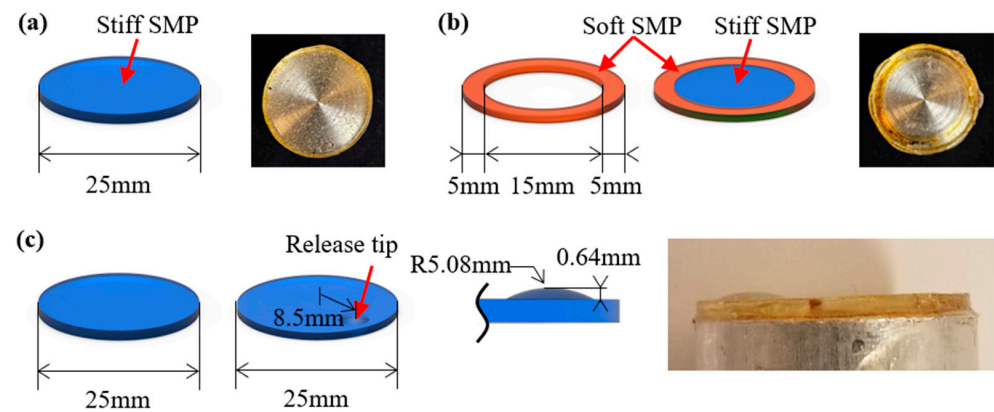 (a)
Stiff SMP
25mm
(b)
Soft SMP
Stiff SMP
5mm
15mm
5mm
(c)
Release tip
8.5mm
R5.08mm
0.64mm
25mm
25mm